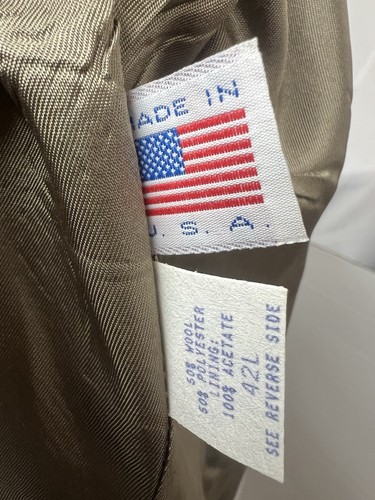 MADE IN
U. S. A.
50% WOOL
50% POLYESTER
LINING:
100% ACETATE
42L
SEE REVERSE SIDE